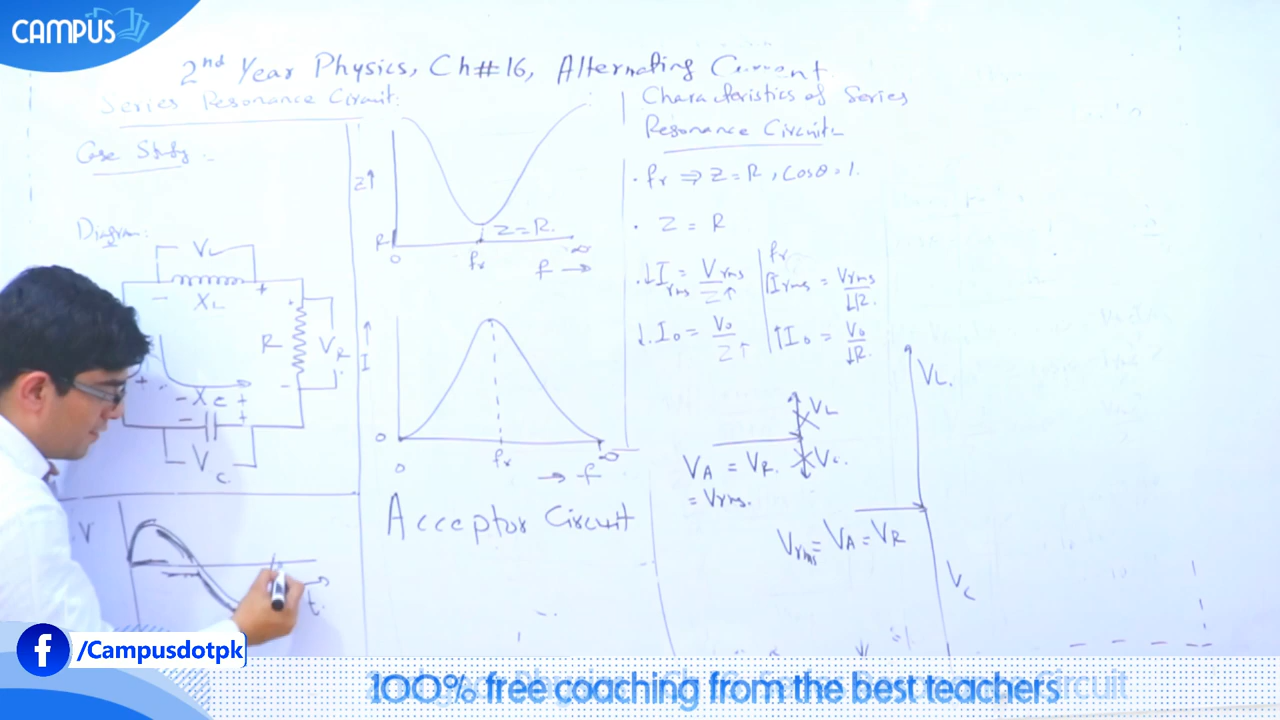 CAMPUS
2nd Year Physics, Ch#16, Alternating Current
Series Resonance Circuit:
Case Study
Diagram:
VL
- +
XL
R
VR
+
-
+
- XC +
- +
VC
V
t.
Z↑
R
0
fr
Z = R.
∞
f →
I
0
0
fr
∞
→ f
Acceptor Circuit
Characteristics of Series
Resonance Circuit
· fr ⇒ Z = R, Cosθ = 1.
· Z = R
fr
· ↓Irms = Vrms/Z↑
↑Irms = Vrms/↓R.
↓. I0 = V0/Z↑
↑I0 = V0/↓R.
VL
VC.
VA = VR.
= Vrms.
VL.
Vrms = VA = VR
VC
f /Campusdotpk
100% free coaching from the best teachers